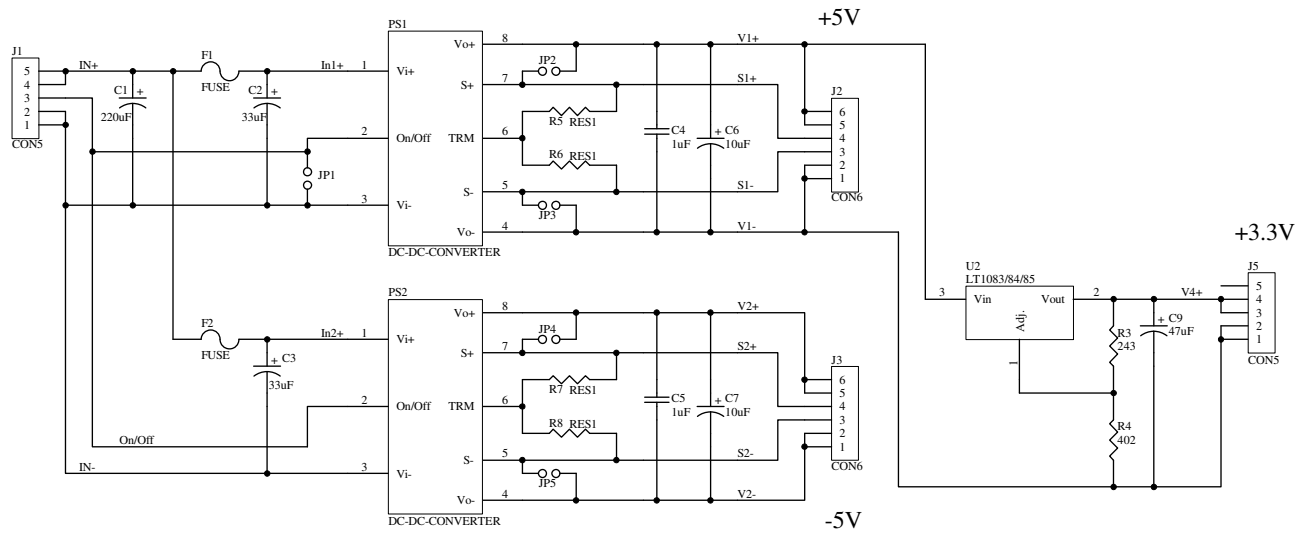 +5V
PS1
J1
5
4
3
2
1
CON5
IN+
C1
+
220uF
F1
FUSE
C2
+
33uF
In1+
1
Vi+
2
On/Off
JP1
3
Vi-
Vo+
8
S+
7
TRM
6
S-
5
Vo-
4
DC-DC-CONVERTER
JP2
R5 RES1
R6 RES1
JP3
C4
1uF
+ C6
10uF
V1+
S1+
S1-
V1-
J2
6
5
4
3
2
1
CON6
PS2
F2
FUSE
+ C3
33uF
In2+
1
Vi+
2
On/Off
3
Vi-
On/Off
IN-
Vo+
8
S+
7
TRM
6
S-
5
Vo-
4
DC-DC-CONVERTER
JP4
R7 RES1
R8 RES1
JP5
C5
1uF
+ C7
10uF
V2+
S2+
S2-
V2-
J3
6
5
4
3
2
1
CON6
-5V
+3.3V
U2
LT1083/84/85
3
Vin
Vout
2
Adj.
1
R3
243
R4
402
+ C9
47uF
V4+
J5
5
4
3
2
1
CON5